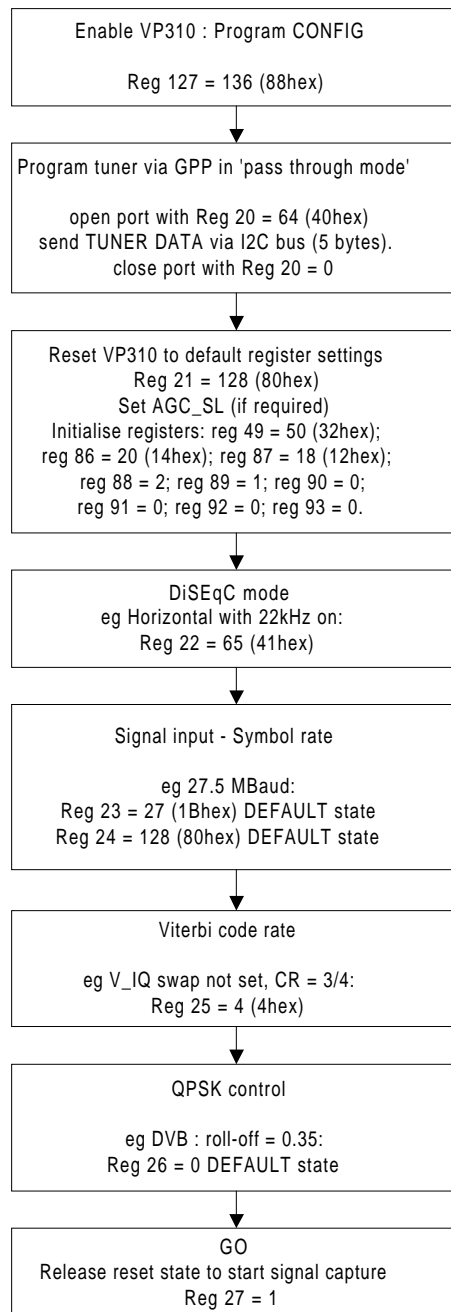 Enable VP310 : Program CONFIG
Reg 127 = 136 (88hex)
Program tuner via GPP in 'pass through mode'
open port with Reg 20 = 64 (40hex)
send TUNER DATA via I2C bus (5 bytes).
close port with Reg 20 = 0
Reset VP310 to default register settings
Reg 21 = 128 (80hex)
Set AGC_SL (if required)
Initialise registers: reg 49 = 50 (32hex);
reg 86 = 20 (14hex); reg 87 = 18 (12hex);
reg 88 = 2; reg 89 = 1; reg 90 = 0;
reg 91 = 0; reg 92 = 0; reg 93 = 0.
DiSEqC mode
eg Horizontal with 22kHz on:
Reg 22 = 65 (41hex)
Signal input - Symbol rate
eg 27.5 MBaud:
Reg 23 = 27 (1Bhex) DEFAULT state
Reg 24 = 128 (80hex) DEFAULT state
Viterbi code rate
eg V_IQ swap not set, CR = 3/4:
Reg 25 = 4 (4hex)
QPSK control
eg DVB : roll-off = 0.35:
Reg 26 = 0 DEFAULT state
GO
Release reset state to start signal capture
Reg 27 = 1